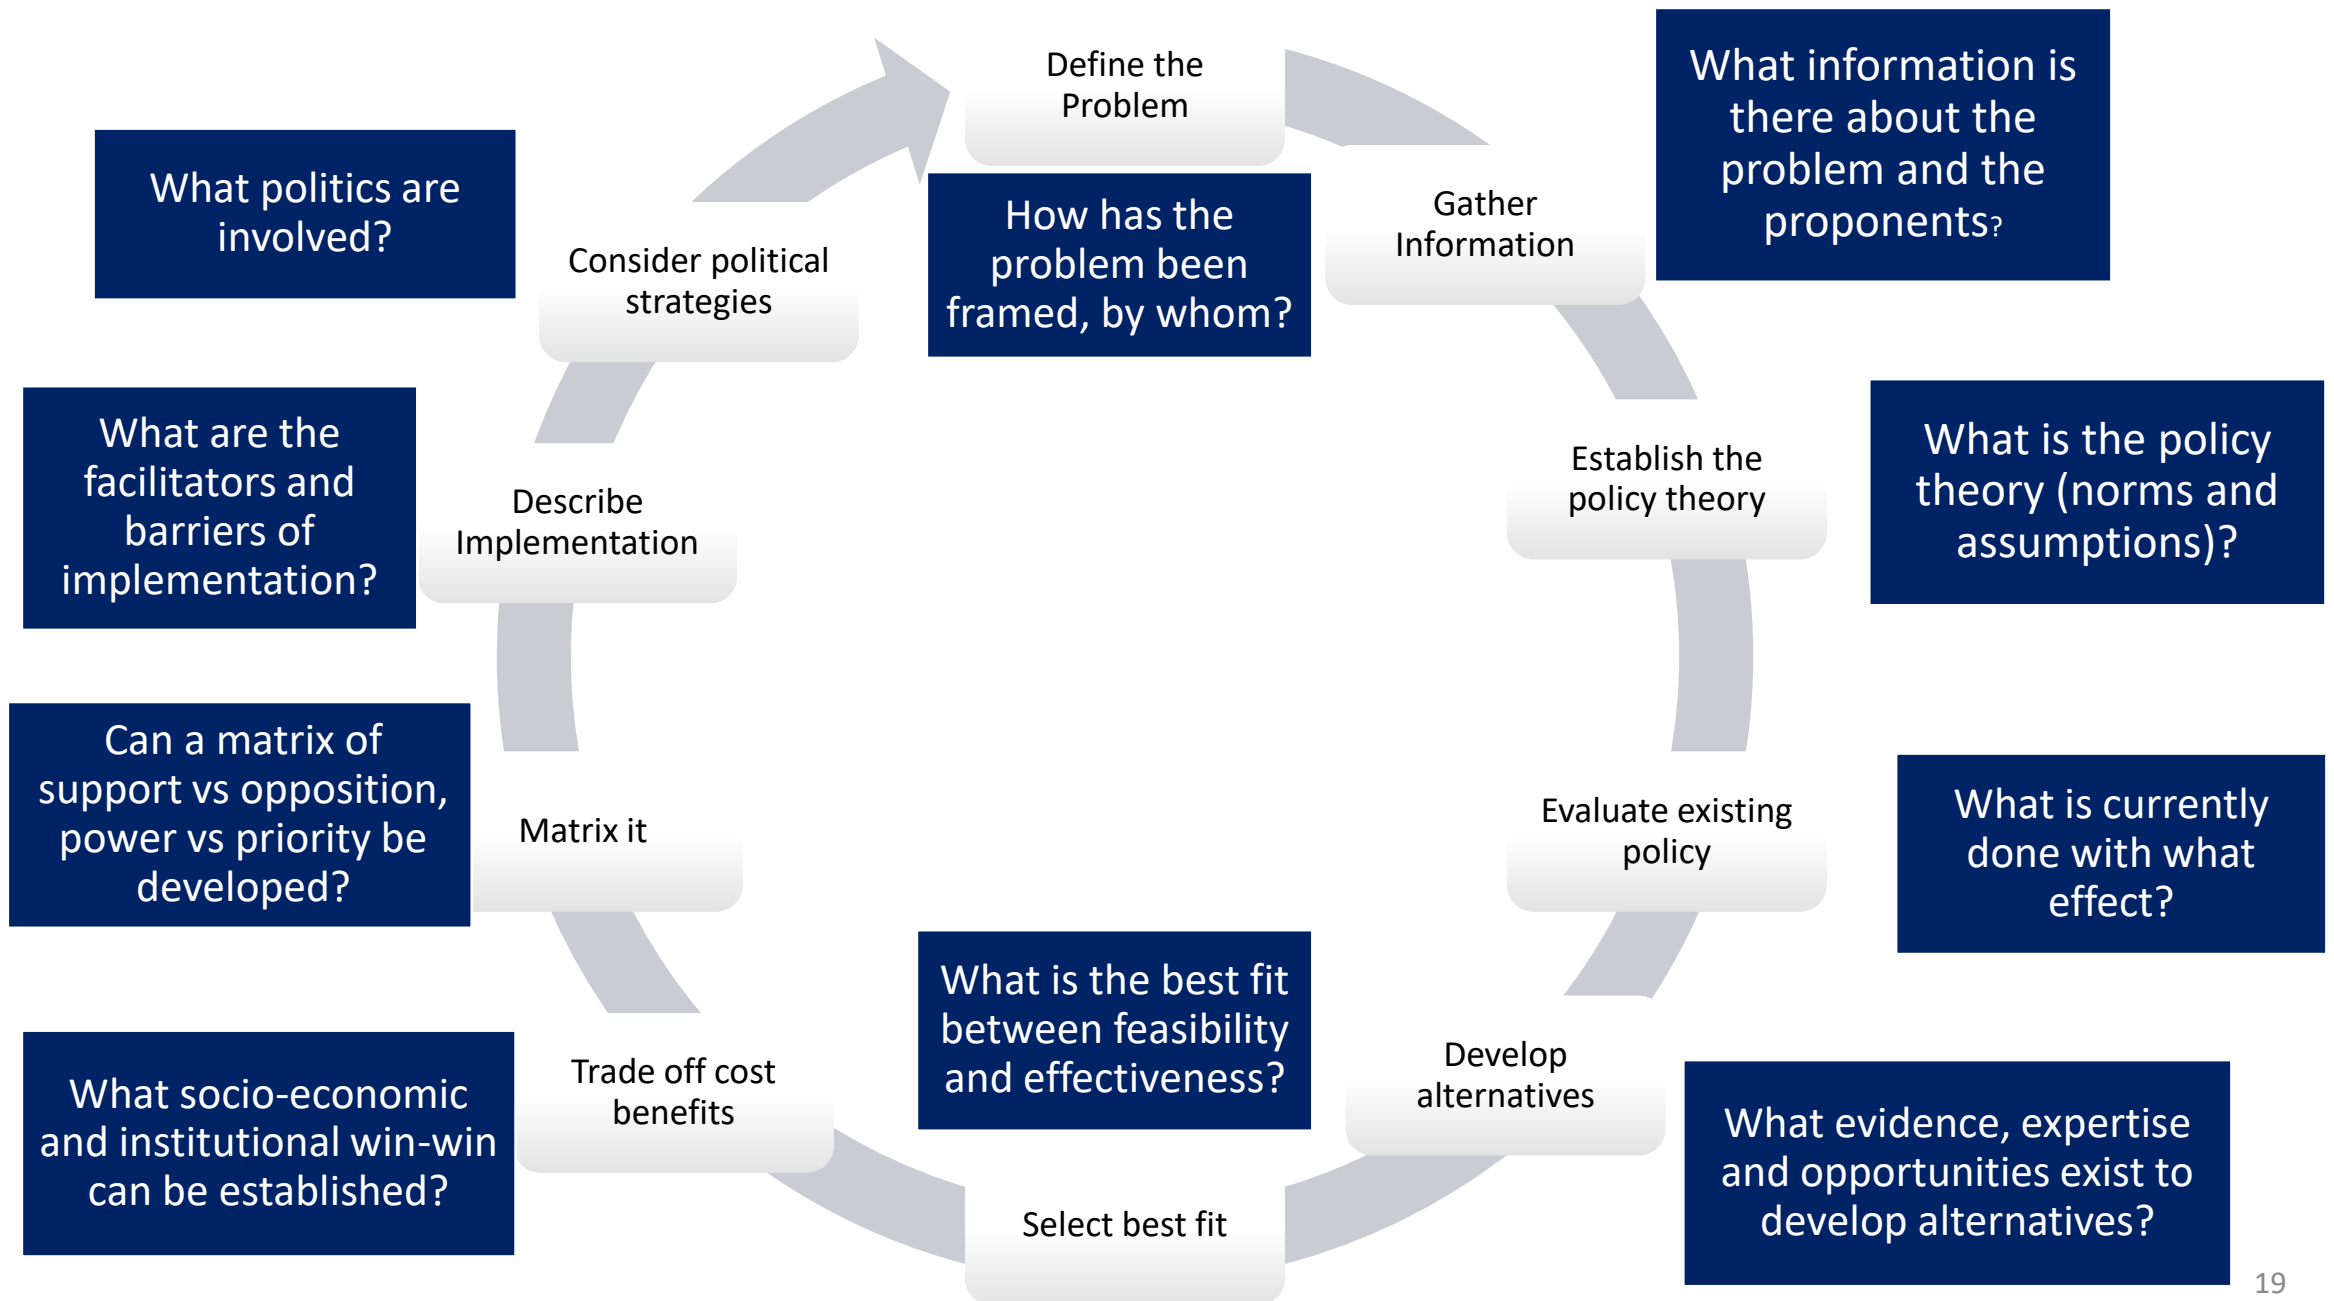 Define the
Problem
How has the
problem been
framed, by whom?
Gather
Information
What information is
there about the
problem and the
proponents?
Establish the
policy theory
What is the policy
theory (norms and
assumptions)?
Evaluate existing
policy
What is currently
done with what
effect?
Develop
alternatives
What evidence, expertise
and opportunities exist to
develop alternatives?
Select best fit
What is the best fit
between feasibility
and effectiveness?
Trade off cost
benefits
What socio-economic
and institutional win-win
can be established?
Matrix it
Can a matrix of
support vs opposition,
power vs priority be
developed?
Describe
Implementation
What are the
facilitators and
barriers of
implementation?
Consider political
strategies
What politics are
involved?
19